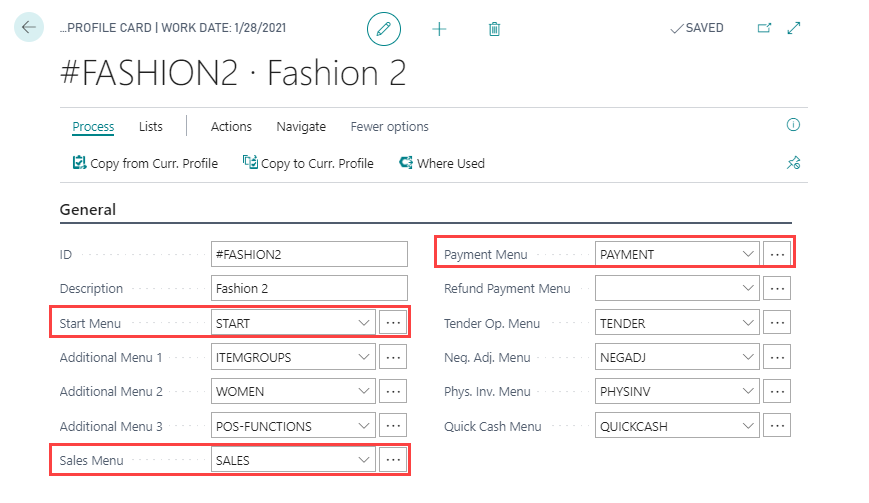 ...PROFILE CARD | WORK DATE: 1/28/2021
SAVED
#FASHION2 · Fashion 2
Process Lists Actions Navigate Fewer options
Copy from Curr. Profile Copy to Curr. Profile Where Used
General
ID #FASHION2
Payment Menu PAYMENT
Description Fashion 2
Refund Payment Menu
Start Menu START
Tender Op. Menu TENDER
Additional Menu 1 ITEMGROUPS
Neg. Adj. Menu NEGADJ
Additional Menu 2 WOMEN
Phys. Inv. Menu PHYSINV
Additional Menu 3 POS-FUNCTIONS
Quick Cash Menu QUICKCASH
Sales Menu SALES